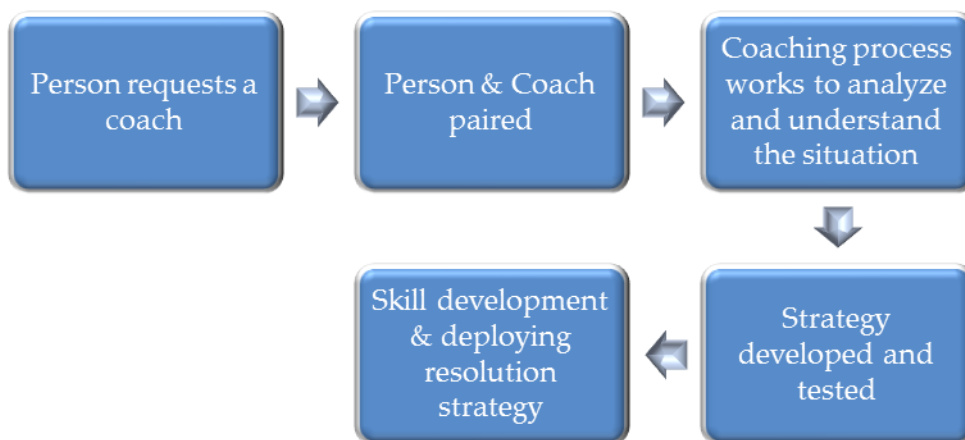 Person requests a
coach
Person & Coach
paired
Coaching process
works to analyze
and understand
the situation
Strategy
developed and
tested
Skill development
& deploying
resolution
strategy